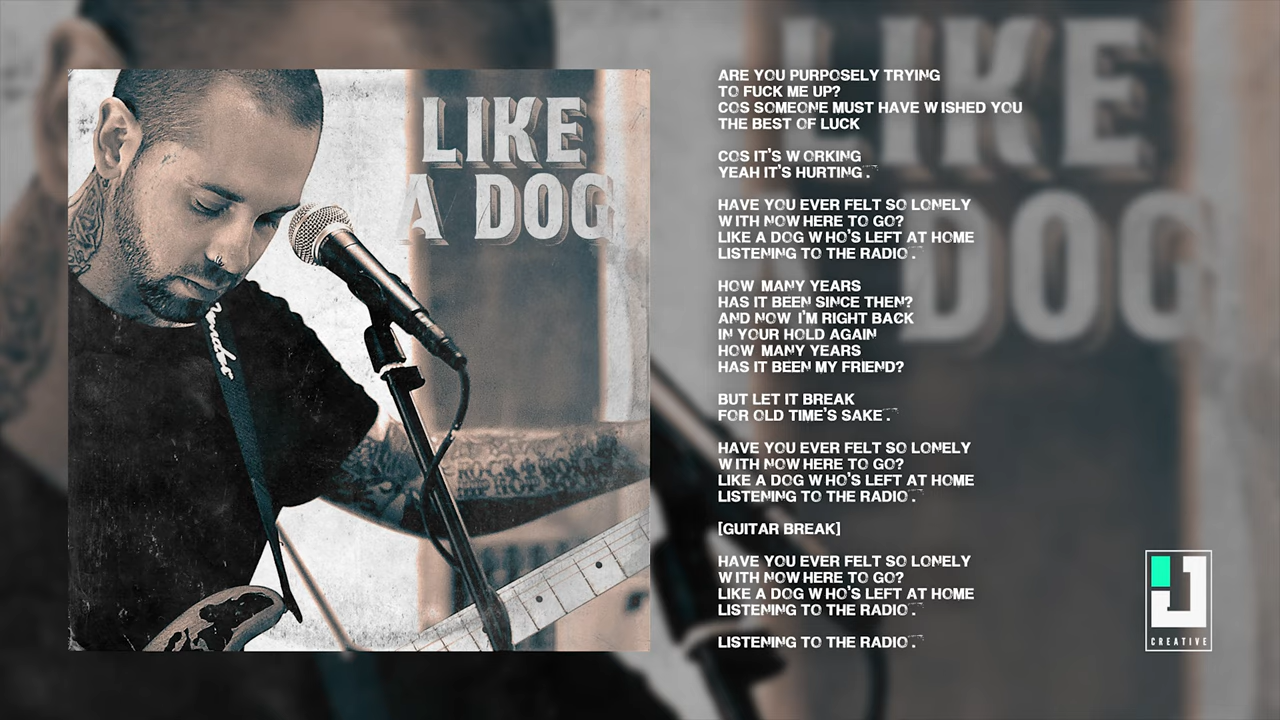 LIKE
A DOG
ARE YOU PURPOSELY TRYING
TO FUCK ME UP?
COS SOMEONE MUST HAVE WISHED YOU
THE BEST OF LUCK
COS IT'S WORKING
YEAH IT'S HURTING.
HAVE YOU EVER FELT SO LONELY
WITH NOWHERE TO GO?
LIKE A DOG WHO'S LEFT AT HOME
LISTENING TO THE RADIO.
HOW MANY YEARS
HAS IT BEEN SINCE THEN?
AND NOW I'M RIGHT BACK
IN YOUR HOLD AGAIN
HOW MANY YEARS
HAS IT BEEN MY FRIEND?
BUT LET IT BREAK
FOR OLD TIME'S SAKE.
HAVE YOU EVER FELT SO LONELY
WITH NOWHERE TO GO?
LIKE A DOG WHO'S LEFT AT HOME
LISTENING TO THE RADIO.
[GUITAR BREAK]
HAVE YOU EVER FELT SO LONELY
WITH NOWHERE TO GO?
LIKE A DOG WHO'S LEFT AT HOME
LISTENING TO THE RADIO.
LISTENING TO THE RADIO.
LIKE
A DOG
CREATIVE